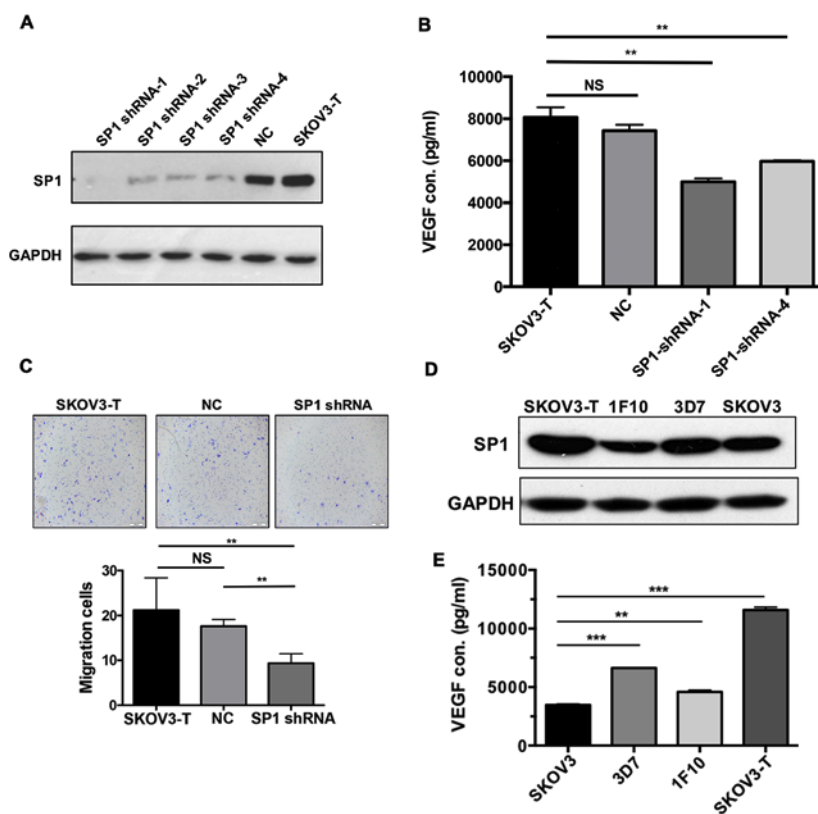 A
SP1 shRNA-1
SP1 shRNA-2
SP1 shRNA-3
SP1 shRNA-4
NC
SKOV3-T
SP1
GAPDH
B
**
**
NS
VEGF con. (pg/ml)
10000
8000
6000
4000
2000
0
SKOV3-T
NC
SP1-shRNA-1
SP1-shRNA-4
C
SKOV3-T NC SP1 shRNA
**
NS
**
Migration cells
30
20
10
0
SKOV3-T NC SP1 shRNA
D
SKOV3-T 1F10 3D7 SKOV3
SP1
GAPDH
E
***
**
***
VEGF con. (pg/ml)
15000
10000
5000
0
SKOV3
3D7
1F10
SKOV3-T